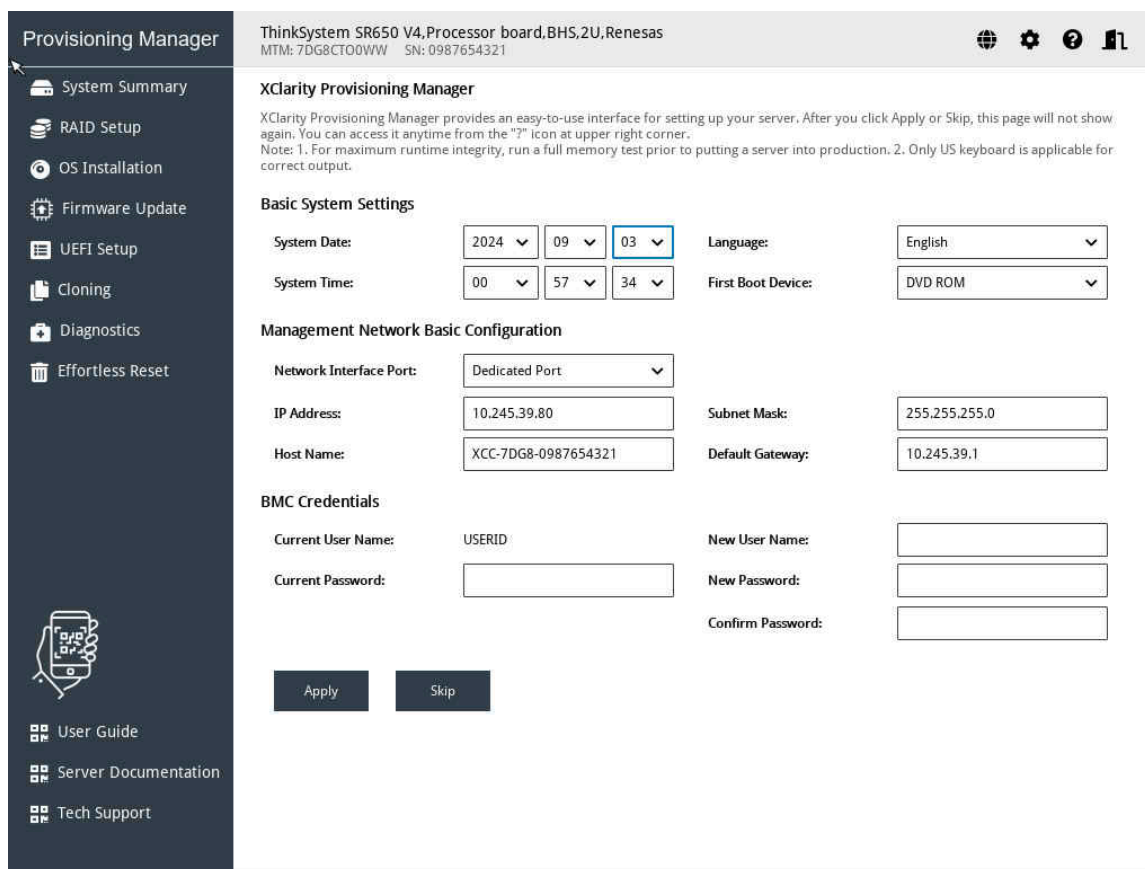 Provisioning Manager
ThinkSystem SR650 V4,Processor board,BHS,2U,Renesas
MTM: 7DG8CTO0WW SN: 0987654321
System Summary
RAID Setup
OS Installation
Firmware Update
UEFI Setup
Cloning
Diagnostics
Effortless Reset
User Guide
Server Documentation
Tech Support
XClarity Provisioning Manager
XClarity Provisioning Manager provides an easy-to-use interface for setting up your server. After you click Apply or Skip, this page will not show
again. You can access it anytime from the "?" icon at upper right corner.
Note: 1. For maximum runtime integrity, run a full memory test prior to putting a server into production. 2. Only US keyboard is applicable for
correct output.
Basic System Settings
System Date: 2024 09 03 Language: English
System Time: 00 57 34 First Boot Device: DVD ROM
Management Network Basic Configuration
Network Interface Port: Dedicated Port
IP Address: 10.245.39.80 Subnet Mask: 255.255.255.0
Host Name: XCC-7DG8-0987654321 Default Gateway: 10.245.39.1
BMC Credentials
Current User Name: USERID New User Name:
Current Password: New Password:
Confirm Password:
Apply Skip